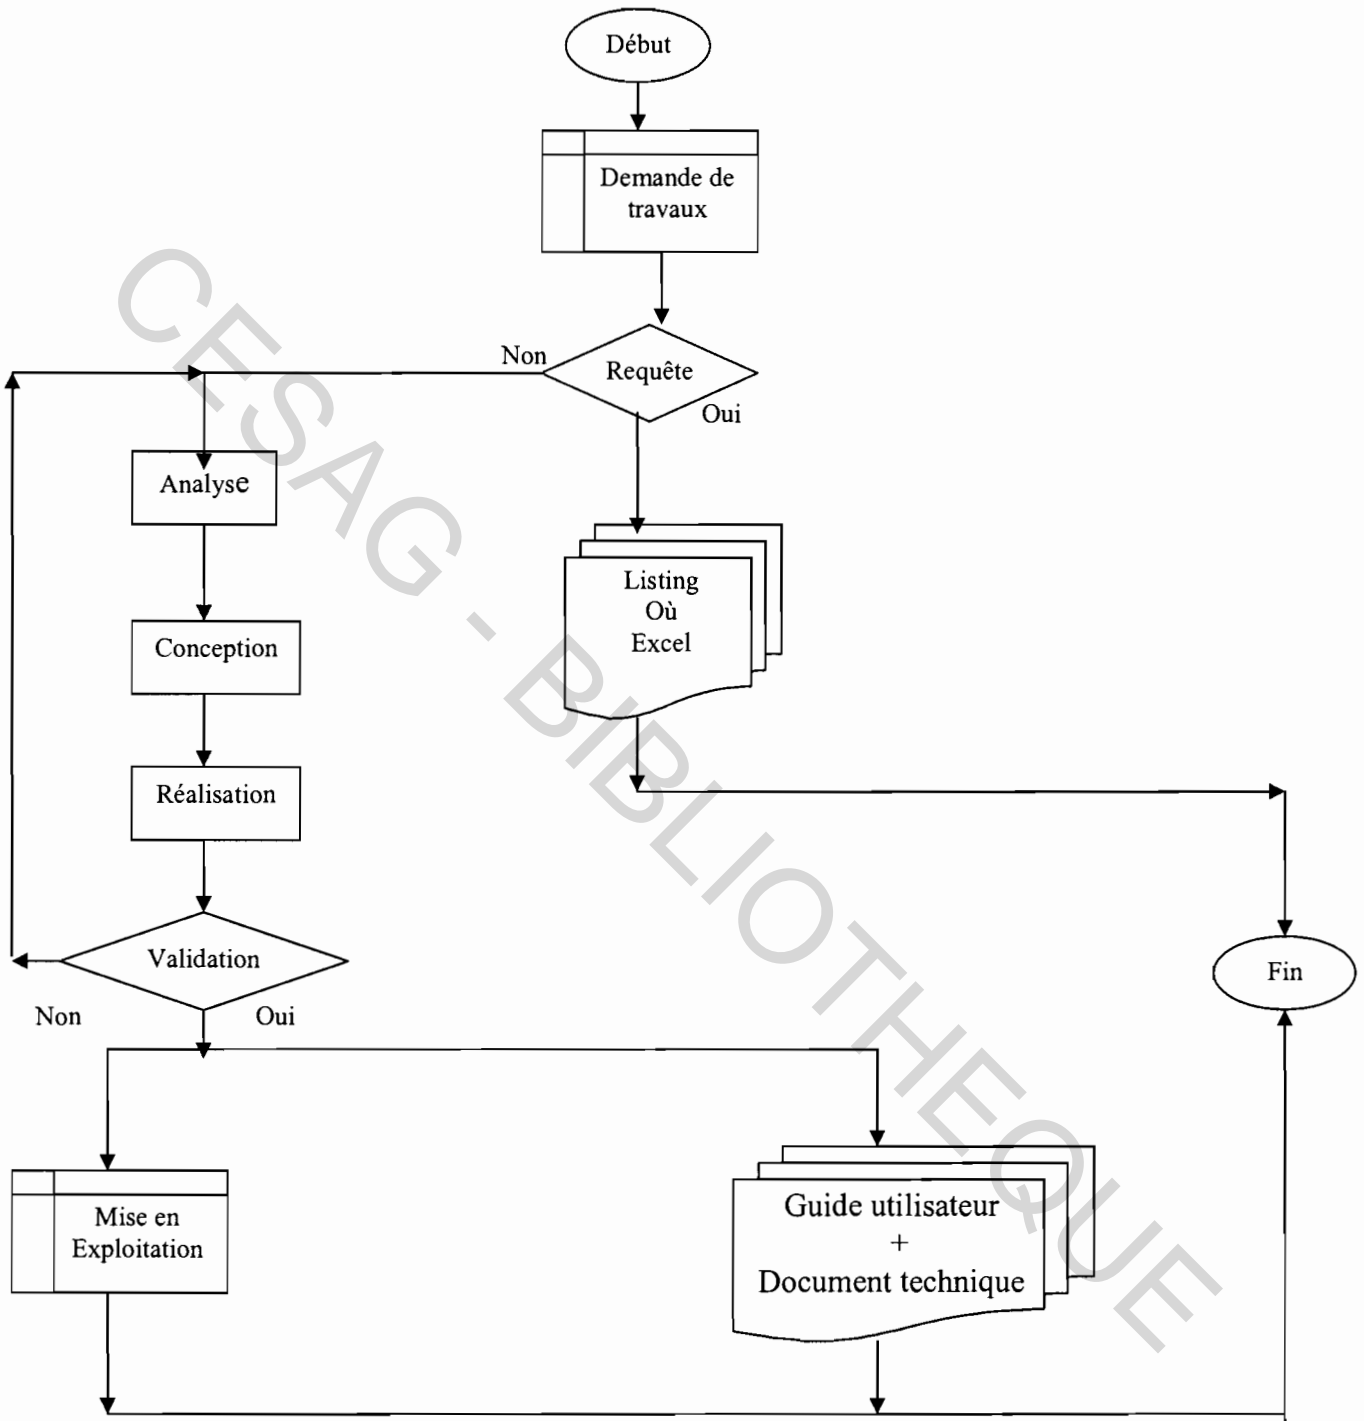 Début
Demande de
travaux
Non
Requête
Oui
Analyse
Listing
Où
Excel
Conception
Réalisation
Validation
Fin
Non
Oui
Mise en
Exploitation
Guide utilisateur
+
Document technique
CESAG - BIBLIOTHEQUE